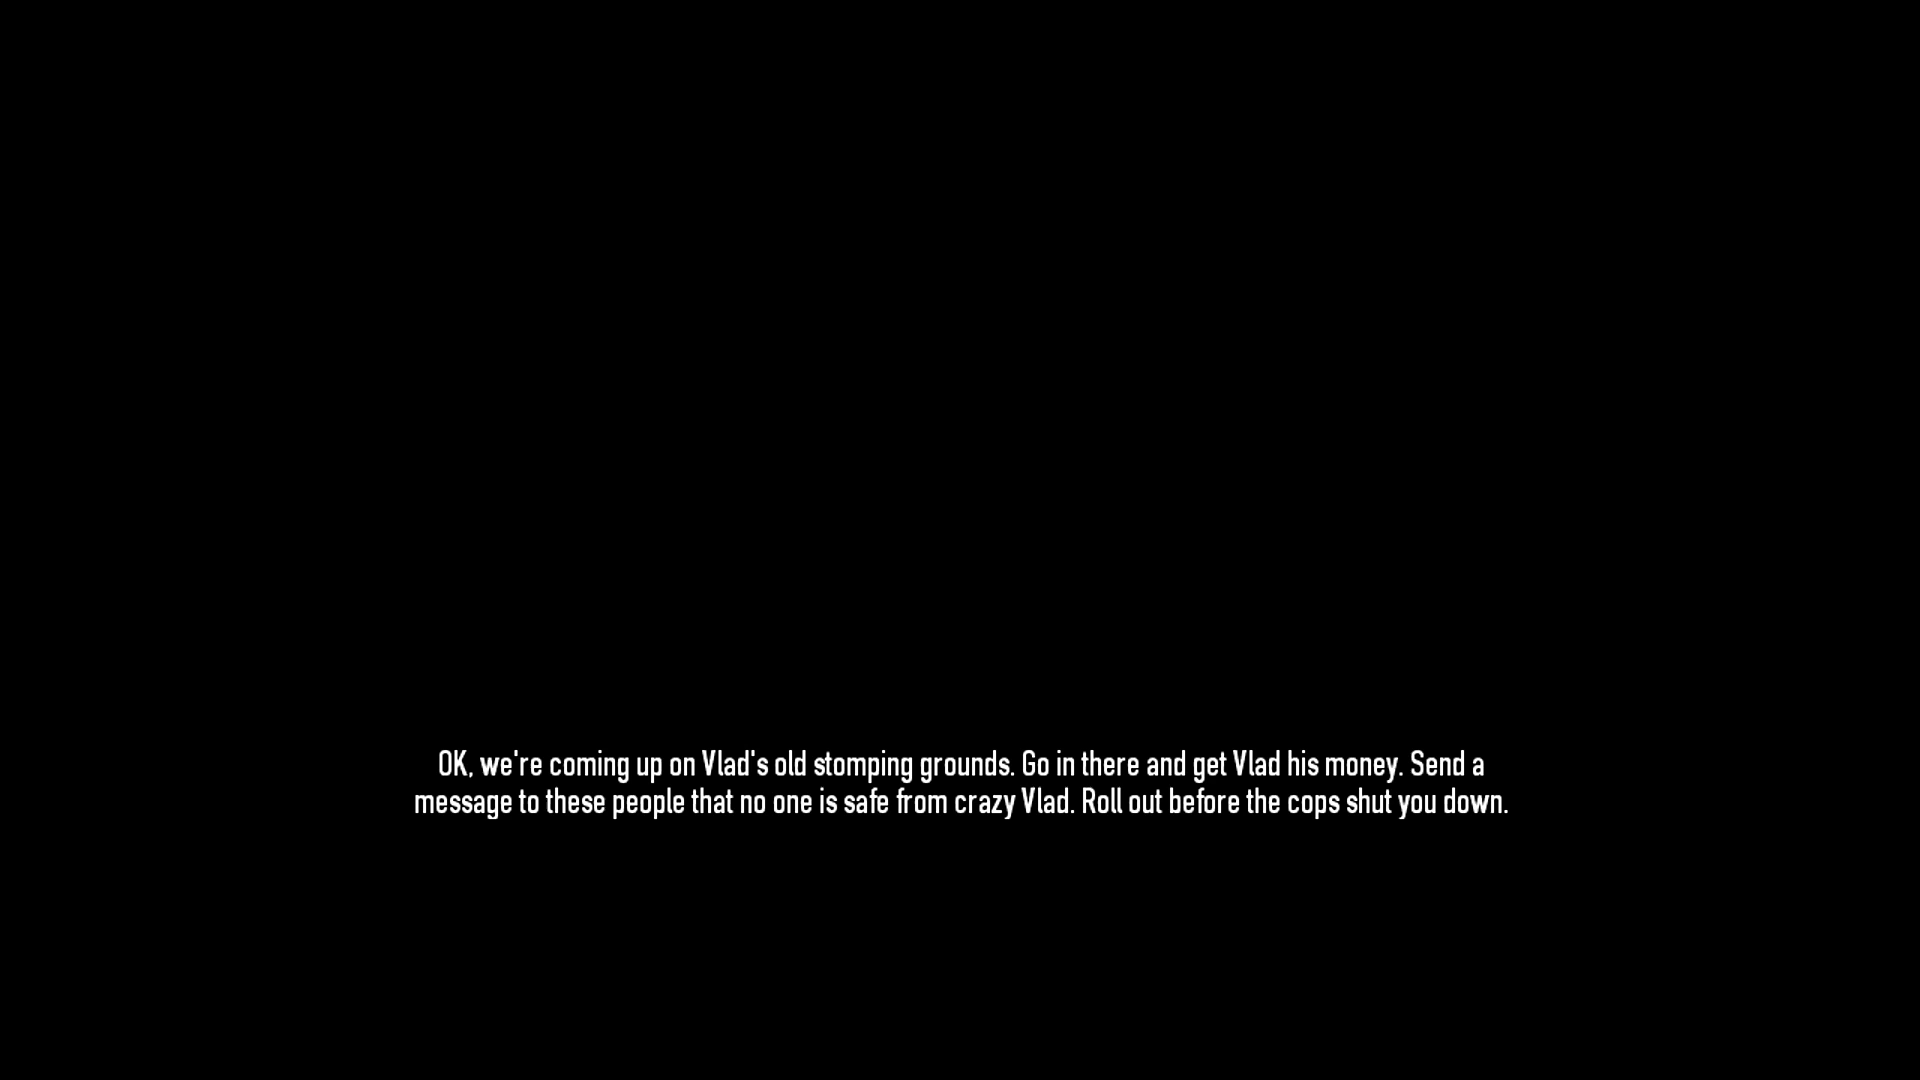 OK, we're coming up on Vlad's old stomping grounds. Go in there and get Vlad his money. Send a
message to these people that no one is safe from crazy Vlad. Roll out before the cops shut you down.